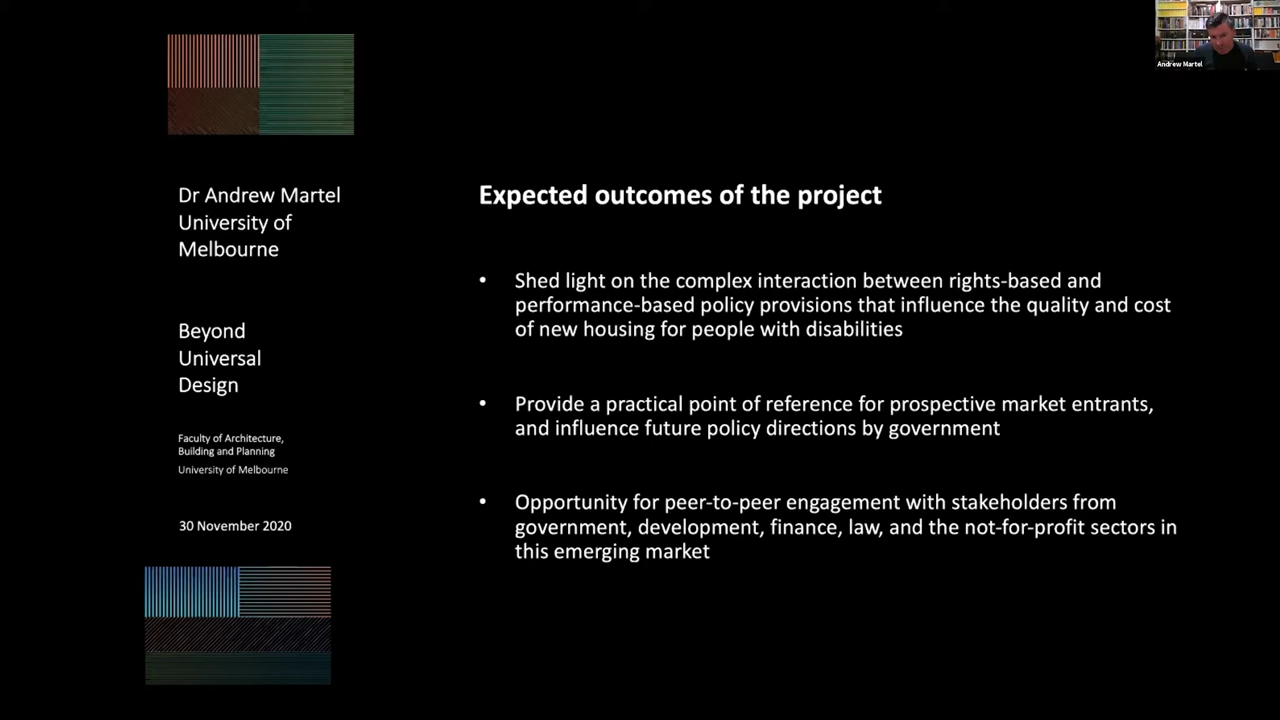 Andrew Martel
Dr Andrew Martel
University of
Melbourne
Beyond
Universal
Design
Faculty of Architecture,
Building and Planning
University of Melbourne
30 November 2020
Expected outcomes of the project
• Shed light on the complex interaction between rights-based and
performance-based policy provisions that influence the quality and cost
of new housing for people with disabilities
• Provide a practical point of reference for prospective market entrants,
and influence future policy directions by government
• Opportunity for peer-to-peer engagement with stakeholders from
government, development, finance, law, and the not-for-profit sectors in
this emerging market